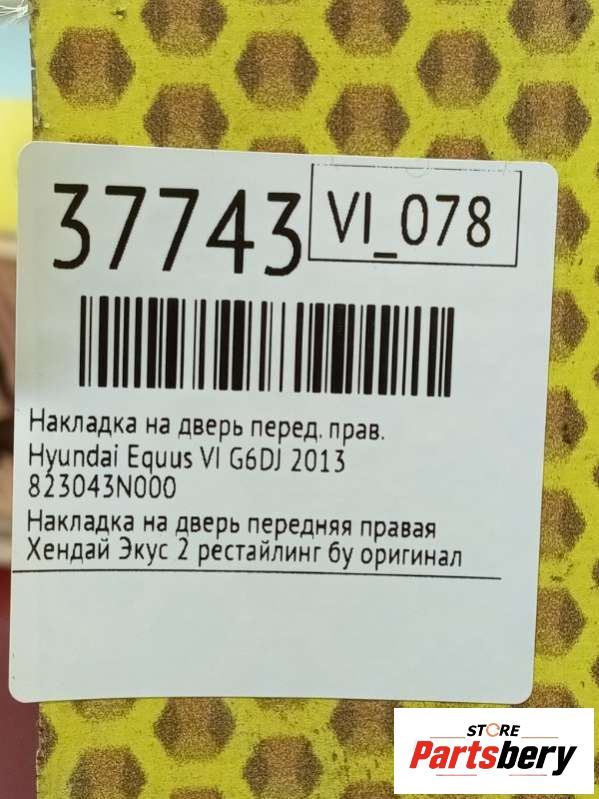 37743
VI_078
Накладка на дверь перед. прав.
Hyundai Equus VI G6DJ 2013
823043N000
Накладка на дверь передняя правая
Хендай Экус 2 рестайлинг бу оригинал
STORE
Partsbery